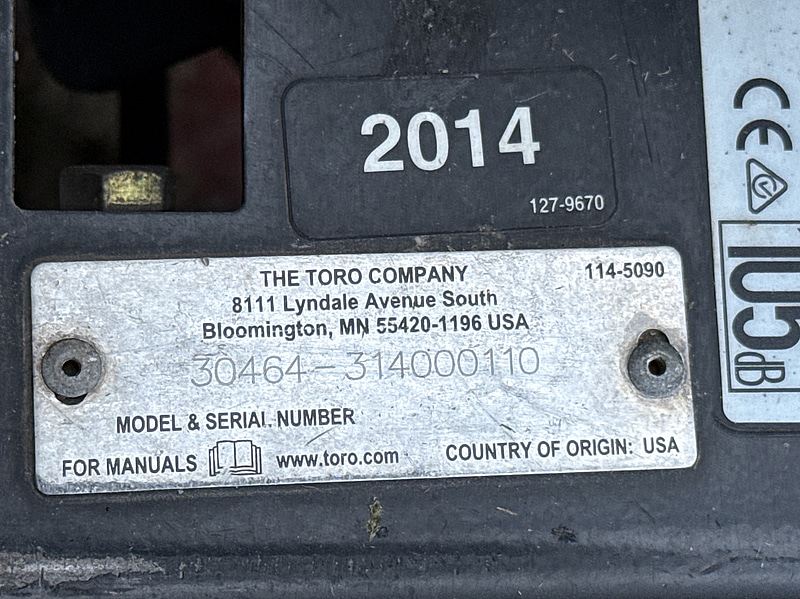 2014
127-9670
THE TORO COMPANY
114-5090
8111 Lyndale Avenue South
Bloomington, MN 55420-1196 USA
30464-314000110
MODEL & SERIAL NUMBER
FOR MANUALS
www.toro.com
COUNTRY OF ORIGIN: USA
CE
105
dB